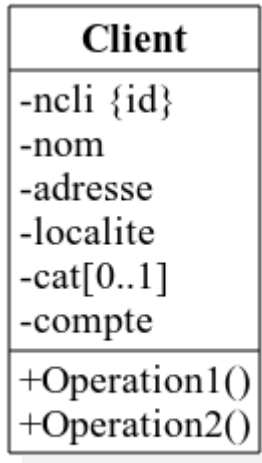 Client
-ncli {id}
-nom
-adresse
-localite
-cat[0..1]
-compte
+Operation1()
+Operation2()